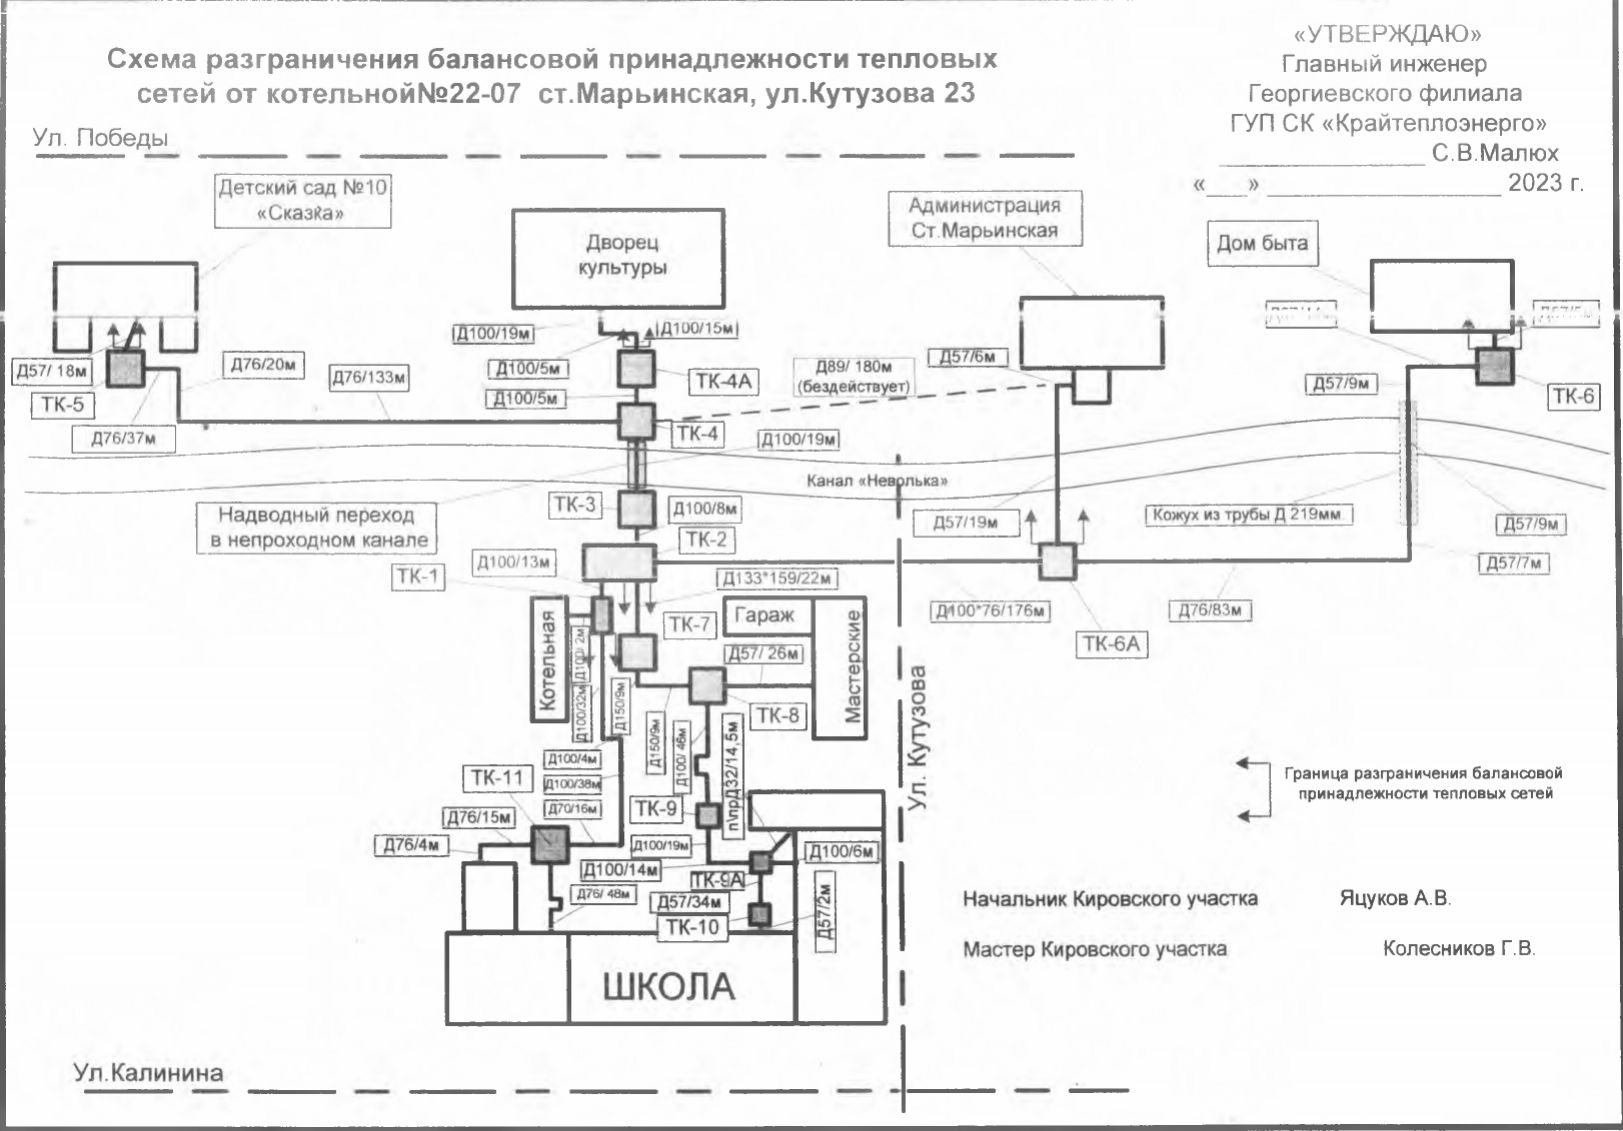 Схема разграничения балансовой принадлежности тепловых
сетей от котельной№22-07 ст.Марьинская, ул.Кутузова 23
«УТВЕРЖДАЮ»
Главный инженер
Георгиевского филиала
ГУП СК «Крайтеплоэнерго»
_______________ С.В.Малюх
«___» _________________ 2023 г.
Ул. Победы
Детский сад №10
«Сказка»
Дворец
культуры
Администрация
Ст.Марьинская
Дом быта
Д100/19м
Д100/15м
Д57/ 18м
Д76/20м
Д76/133м
Д100/5м
ТК-4А
Д89/ 180м
(бездействует)
Д57/6м
Д57/9м
ТК-6
ТК-5
Д100/5м
Д76/37м
ТК-4
Д100/19м
Канал «Неволька»
Надводный переход
в непроходном канале
ТК-3
Д100/8м
Д57/19м
Кожух из трубы Д 219мм
Д57/9м
ТК-2
Д100/13м
ТК-1
Д133*159/22м
Д57/7м
Д100*76/176м
Д76/83м
ТК-6А
Котельная
Д100/ 2м
Д100/32м
Д150/9м
ТК-7
Гараж
Мастерские
Д57/ 26м
ТК-8
Д150/9м
Д100/ 46м
п\прД32/14,5м
Ул. Кутузова
Д100/4м
ТК-11
Д100/38м
Д70/16м
ТК-9
Д76/15м
Д76/4м
Д100/19м
Д100/6м
Д100/14м
ТК-9А
Д76/ 48м
Д57/34м
ТК-10
Д57/2м
ШКОЛА
Граница разграничения балансовой
принадлежности тепловых сетей
Начальник Кировского участка Яцуков А.В.
Мастер Кировского участка Колесников Г.В.
Ул.Калинина